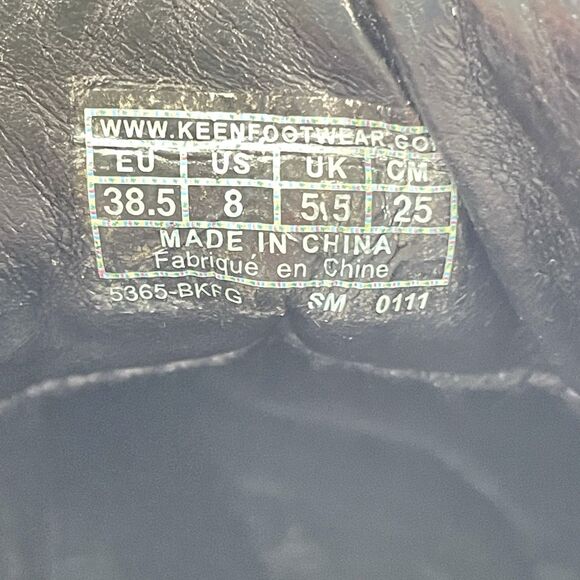 WWW.KEENFOOTWEAR.CO
EU US UK CM
38.5 8 5.5 25
MADE IN CHINA
Fabriqué en Chine
5365-BKFG SM 0111